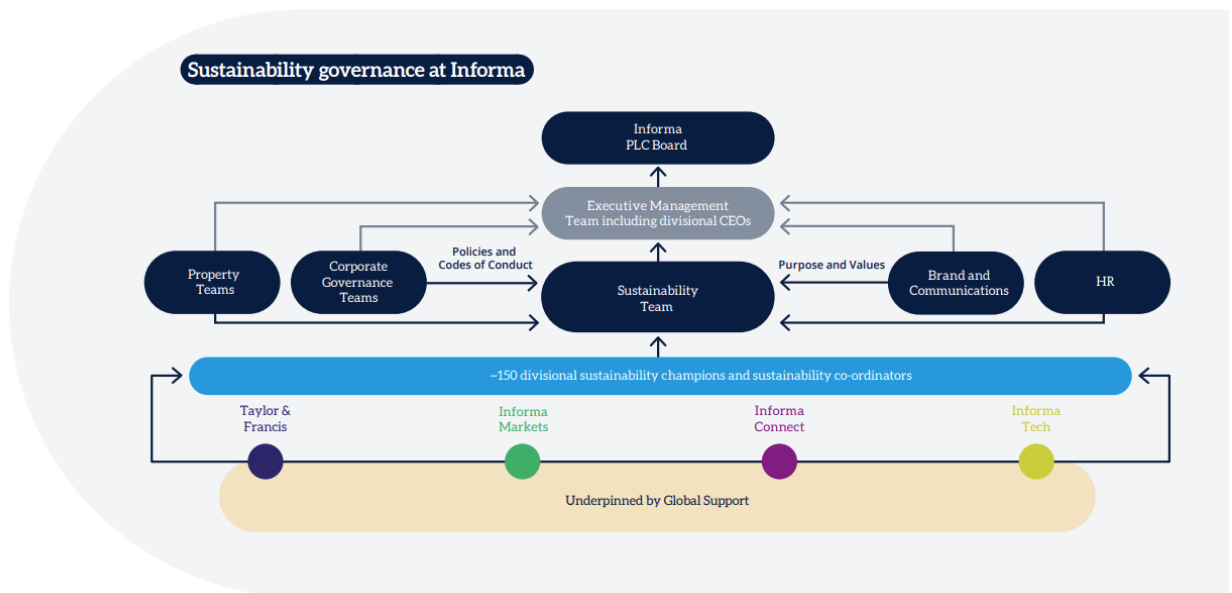 Sustainability governance at Informa
Informa
PLC Board
Executive Management
Team including divisional CEOs
Policies and
Codes of Conduct
Purpose and Values
Property
Teams
Corporate
Governance
Teams
Sustainability
Team
Brand and
Communications
HR
~150 divisional sustainability champions and sustainability co-ordinators
Taylor &
Francis
Informa
Markets
Informa
Connect
Informa
Tech
Underpinned by Global Support